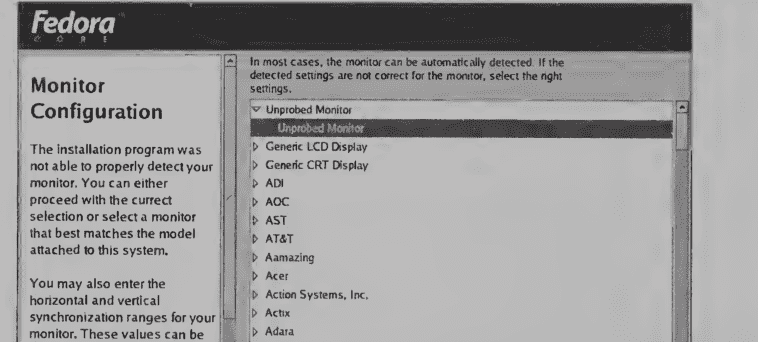 Fedora
CORE
Monitor
Configuration
The installation program was
not able to properly detect your
monitor. You can either
proceed with the currect
selection or select a monitor
that best matches the model
attached to this system.
You may also enter the
horizontal and vertical
synchronization ranges for your
monitor. These values can be
In most cases, the monitor can be automatically detected. If the
detected settings are not correct for the monitor, select the right
settings.
Unprobed Monitor
Unprobed Monitor
Generic LCD Display
Generic CRT Display
ADI
AOC
AST
AT&T
Aamazing
Acer
Action Systems, Inc.
Actix
Adara